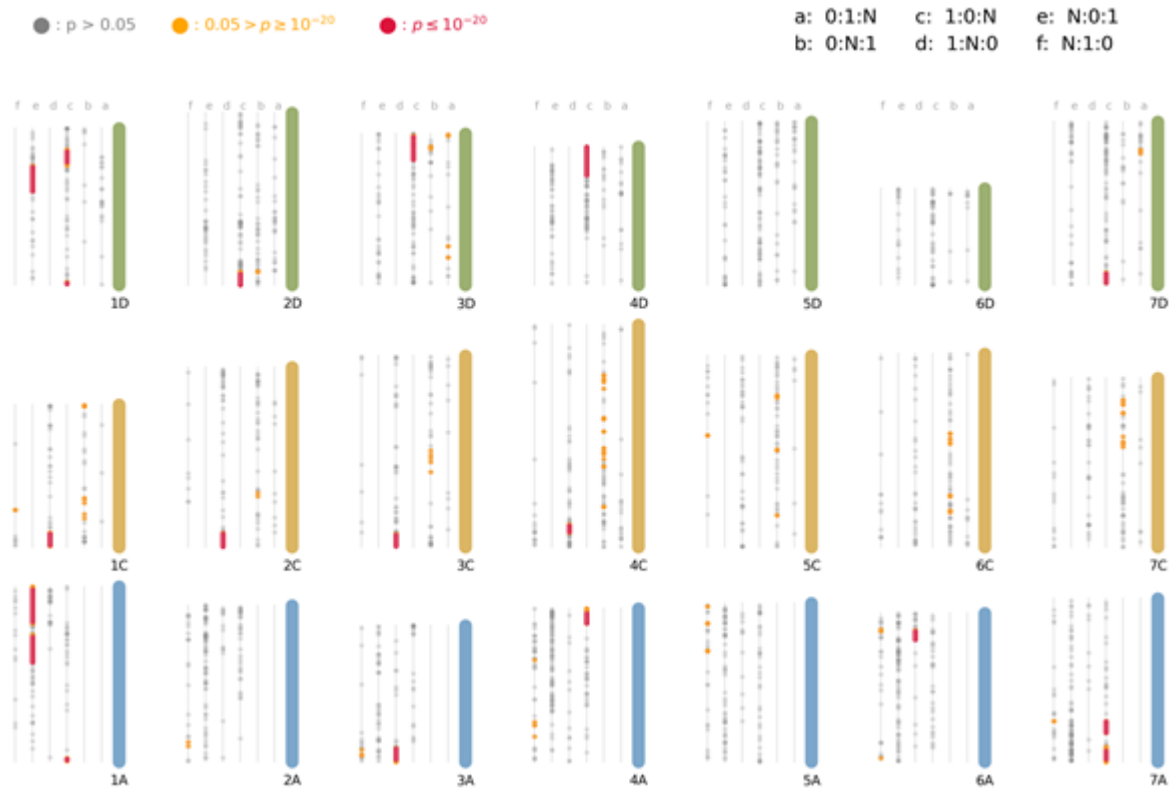 : p > 0.05 : 0.05 > p ≥ 10⁻²⁰ : p ≤ 10⁻²⁰
a: 0:1:N c: 1:0:N e: N:0:1
b: 0:N:1 d: 1:N:0 f: N:1:0
f e d c b a f e d c b a f e d c b a f e d c b a f e d c b a f e d c b a f e d c b a
1D 2D 3D 4D 5D 6D 7D
1C 2C 3C 4C 5C 6C 7C
1A 2A 3A 4A 5A 6A 7A